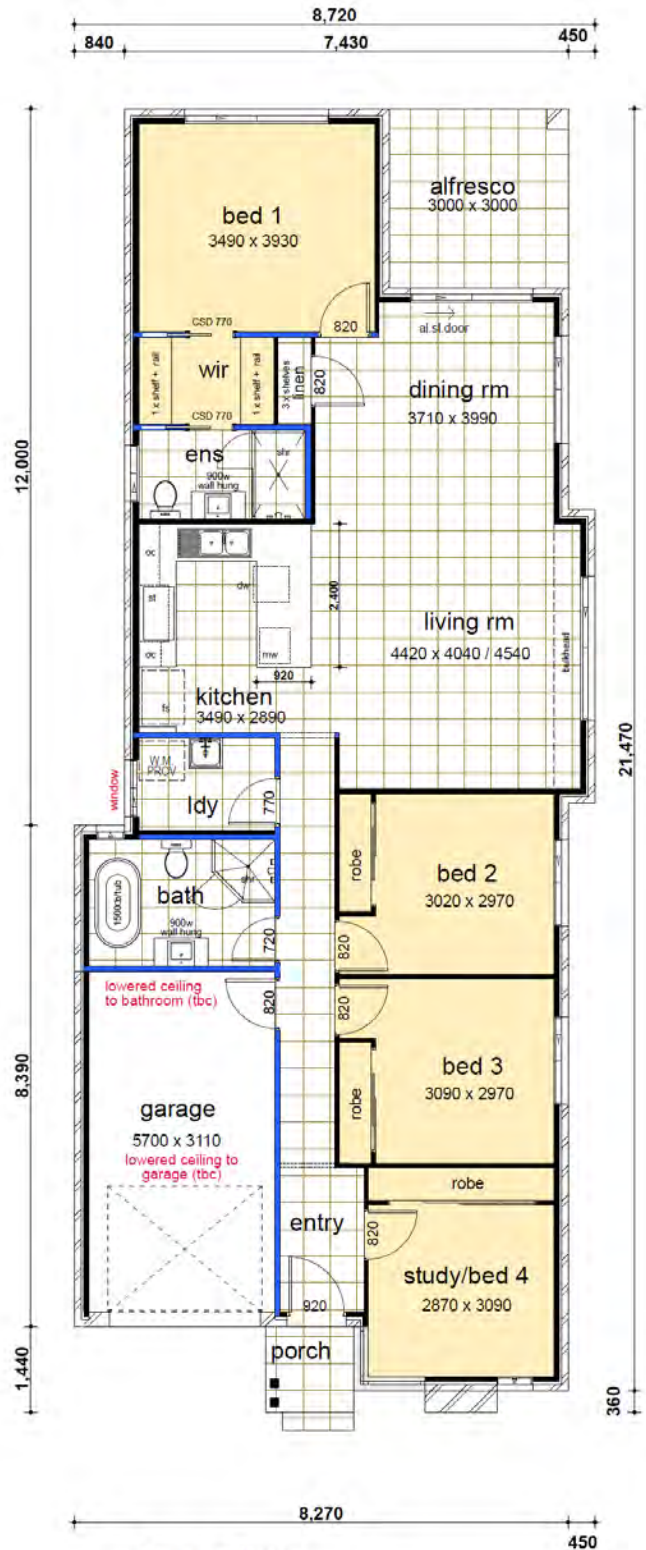 8,720
840
7,430
450
alfresco
3000 x 3000
bed 1
3490 x 3930
CSD 770
820
al.sl.door
1 x shelf + rail
wir
1 x shelf + rail
3 x shelves
linen
820
dining rm
3710 x 3990
CSD 770
12,000
ens
shr
900w
wall hung
oc
st
dw
2,400
living rm
4420 x 4040 / 4540
bulkhead
oc
mw
920
kitchen
fs
3490 x 2890
21,470
W.M
PROV
window
ldy
770
robe
bed 2
3020 x 2970
bath
shr
1500cb/tub
900w
wall hung
720
820
lowered ceiling
to bathroom (tbc)
820
820
bed 3
3090 x 2970
8,390
garage
5700 x 3110
lowered ceiling to
garage (tbc)
robe
robe
entry
820
study/bed 4
2870 x 3090
920
porch
1,440
360
8,270
450